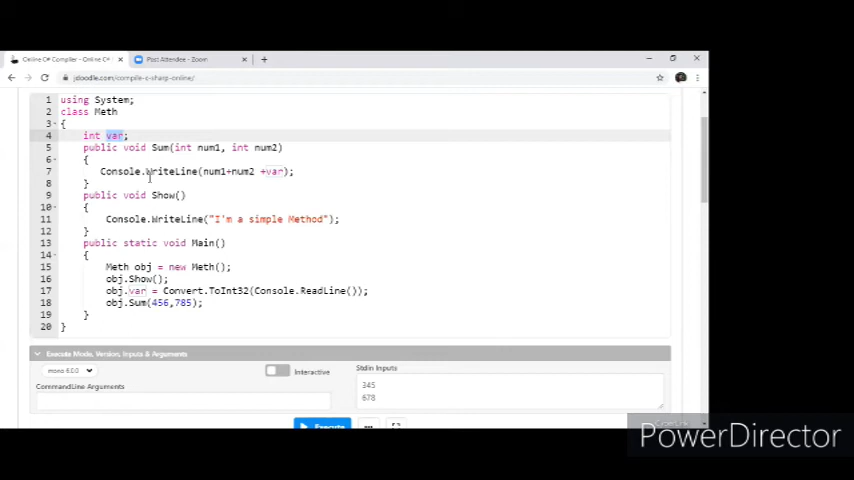 Online C# Compiler - Online C#
Post Attendee - Zoom
jdoodle.com/compile-c-sharp-online/
1 using System;
2 class Meth
3 {
4 int var;
5 public void Sum(int num1, int num2)
6 {
7 Console.WriteLine(num1+num2 +var);
8 }
9 public void Show()
10 {
11 Console.WriteLine("I'm a simple Method");
12 }
13 public static void Main()
14 {
15 Meth obj = new Meth();
16 obj.Show();
17 obj.var = Convert.ToInt32(Console.ReadLine());
18 obj.Sum(456,785);
19 }
20 }
Execute Mode, Version, Inputs & Arguments
mono 6.0.0
Interactive
Stdin Inputs
CommandLine Arguments
345
678
Execute
PowerDirector